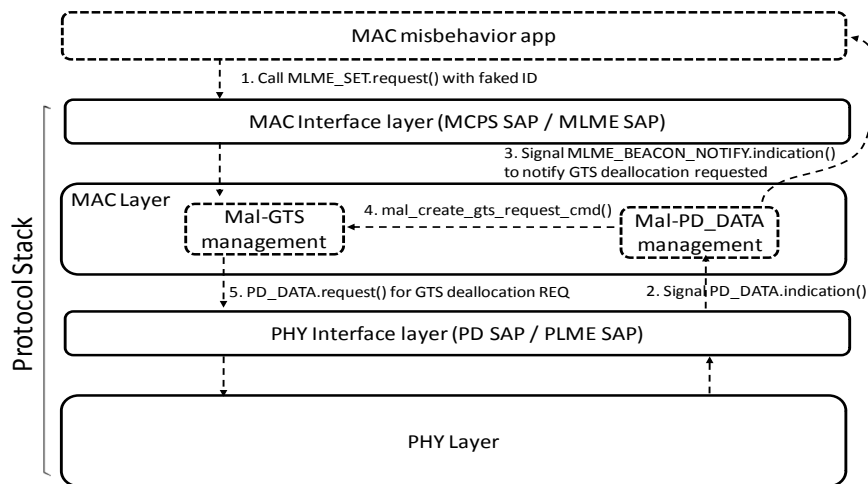 MAC misbehavior app
1. Call MLME_SET.request() with faked ID
MAC Interface layer (MCPS SAP / MLME SAP)
3. Signal MLME_BEACON_NOTIFY.indication()
to notify GTS deallocation requested
MAC Layer
Mal-GTS
management
4. mal_create_gts_request_cmd()
Mal-PD_DATA
management
5. PD_DATA.request() for GTS deallocation REQ
2. Signal PD_DATA.indication()
PHY Interface layer (PD SAP / PLME SAP)
PHY Layer
Protocol Stack